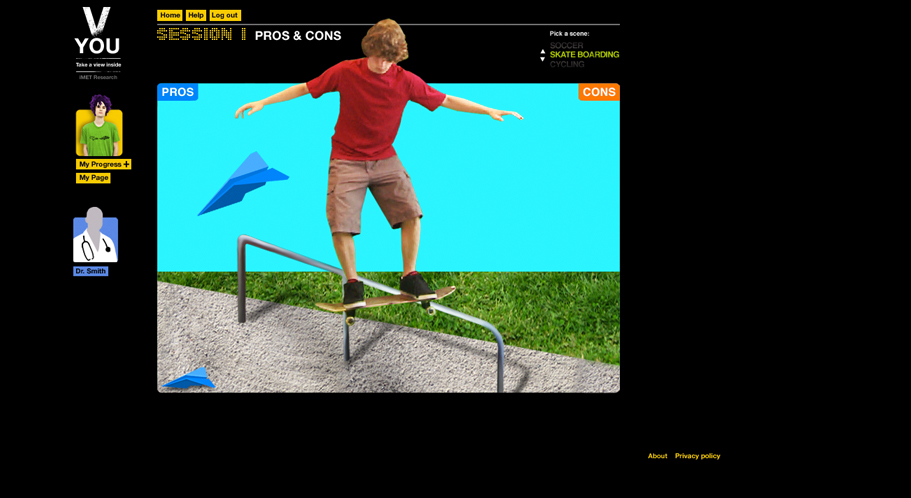 Home Help Log out
V
YOU
Take a view inside
iMET Research
SESSION 1 PROS & CONS
Pick a scene:
SOCCER
SKATE BOARDING
CYCLING
PROS
CONS
My Progress +
My Page
Dr. Smith
About Privacy policy